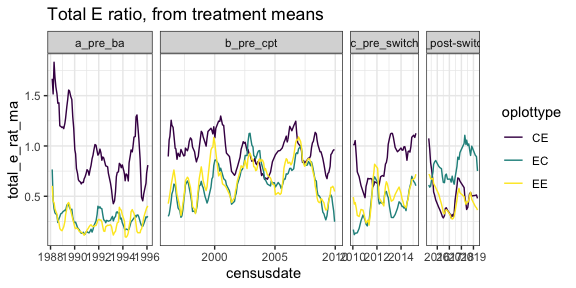 Total E ratio, from treatment means
a_pre_ba
b_pre_cpt
c_pre_switch
_post-switc
total_e_rat_ma
1.5
1.0
0.5
1988 1990 1992 1994 1996
2000 2005 2010
2010 2012 2014
2019
censusdate
oplottype
CE
EC
EE